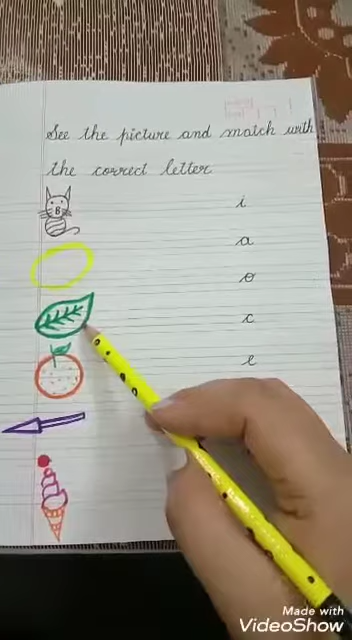 See the picture and match with
the correct letter
i
a
o
c
e
Made with
VideoShow